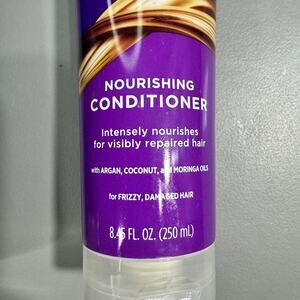 NOURISHING
CONDITIONER
Intensely nourishes
for visibly repaired hair
with ARGAN, COCONUT, and MORINGA OILS
for FRIZZY, DAMAGED HAIR
8.45 FL. OZ. (250 mL)